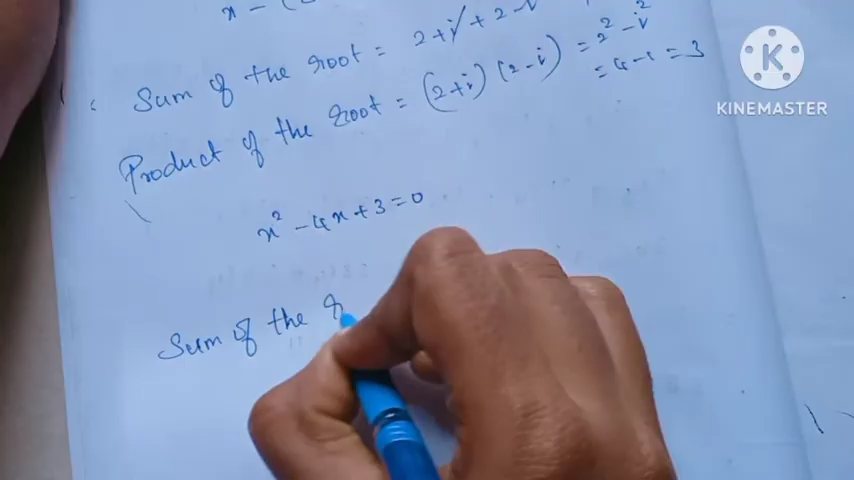 x - (
Sum of the root = 2+i+2-i
Product of the root = (2+i) (2-i) = 2² - i²
= 4-1 = 3
x² - 4x + 3 = 0
Sum of the r
KINEMASTER